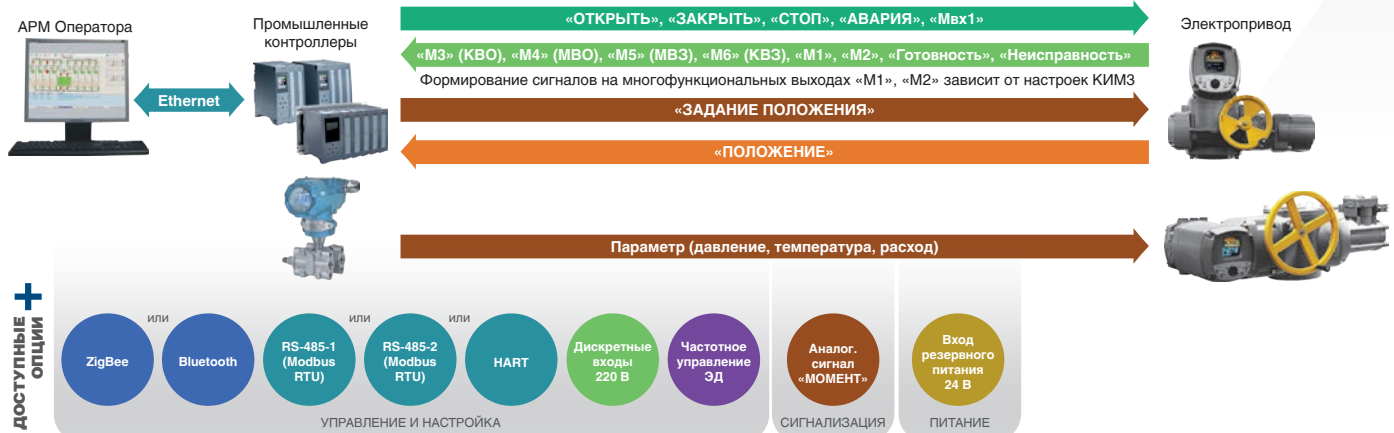 АРМ Оператора
Промышленные
контроллеры
Ethernet
«ОТКРЫТЬ», «ЗАКРЫТЬ», «СТОП», «АВАРИЯ», «Мвх1»
«М3» (КВО), «М4» (МВО), «М5» (МВЗ), «М6» (КВЗ), «М1», «М2», «Готовность», «Неисправность»
Формирование сигналов на многофункциональных выходах «М1», «М2» зависит от настроек КИМ3
«ЗАДАНИЕ ПОЛОЖЕНИЯ»
«ПОЛОЖЕНИЕ»
Электропривод
Параметр (давление, температура, расход)
ДОСТУПНЫЕ
ОПЦИИ
+
ZigBee
или
Bluetooth
RS-485-1
(Modbus
RTU)
или
RS-485-2
(Modbus
RTU)
или
HART
Дискретные
входы
220 В
Частотное
управление
ЭД
Аналог.
сигнал
«МОМЕНТ»
Вход
резервного
питания
24 В
УПРАВЛЕНИЕ И НАСТРОЙКА
СИГНАЛИЗАЦИЯ
ПИТАНИЕ